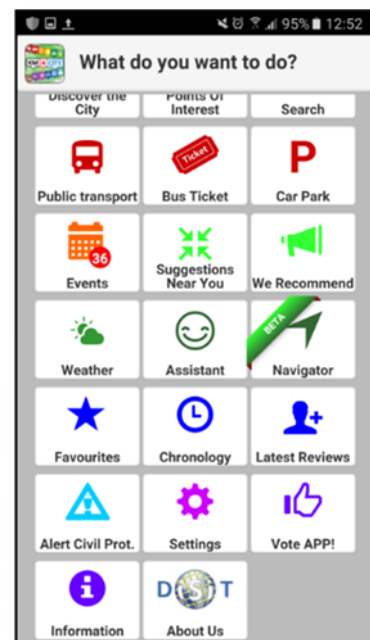 95% 12:52
What do you want to do?
Discover the City
Points Of Interest
Search
Public transport
Ticket
Bus Ticket
P
Car Park
36
Events
Suggestions
Near You
We Recommend
Weather
Assistant
BETA
Navigator
Favourites
Chronology
Latest Reviews
Alert Civil Prot.
Settings
Vote APP!
i
Information
D S T
About Us